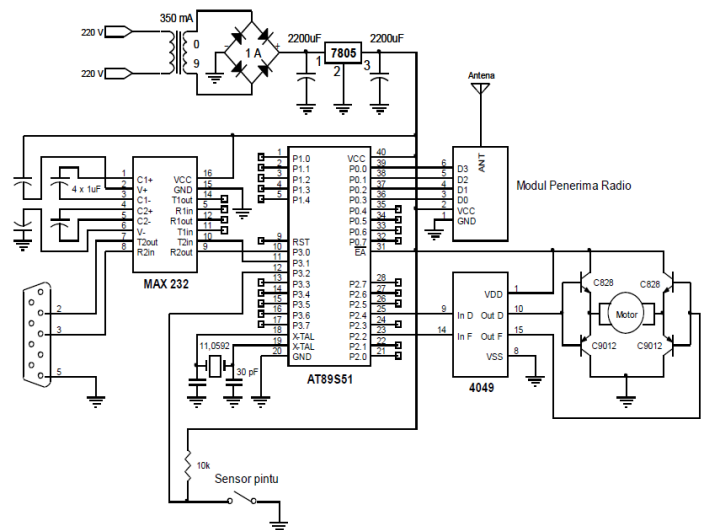 350 mA
220 V
220 V
0
9
1 A
-
+
2200uF
1
7805
2
3
2200uF
Antena
ANT
6 D3
5 D2
4 D1
3 D0
2 VCC
1 GND
Modul Penerima Radio
4 x 1uF
1 C1+
2 V+
3 C1-
4 C2+
5 C2-
6 V-
7 T2out
8 R2in
VCC 16
GND 15
T1out 14
R1in 13
R1out 12
T1in 11
T2in 10
R2out 9
MAX 232
1 P1.0
2 P1.1
3 P1.2
4 P1.3
5 P1.4
9 RST
10 P3.0
11 P3.1
12 P3.2
13 P3.3
14 P3.4
15 P3.5
16 P3.6
17 P3.7
18 X-TAL
19 X-TAL
20 GND
VCC 40
P0.0 39
P0.1 38
P0.2 37
P0.3 36
P0.4 35
P0.5 34
P0.6 33
P0.7 32
EA 31
P2.7 28
P2.6 27
P2.5 26
P2.4 25
P2.3 24
P2.2 23
P2.1 22
P2.0 21
AT89S51
2
3
5
11,0592
30 pF
VDD 1
9 In D
Out D 10
14 In F
Out F 15
VSS 8
4049
C828
C828
Motor
C9012
C9012
10k
Sensor pintu